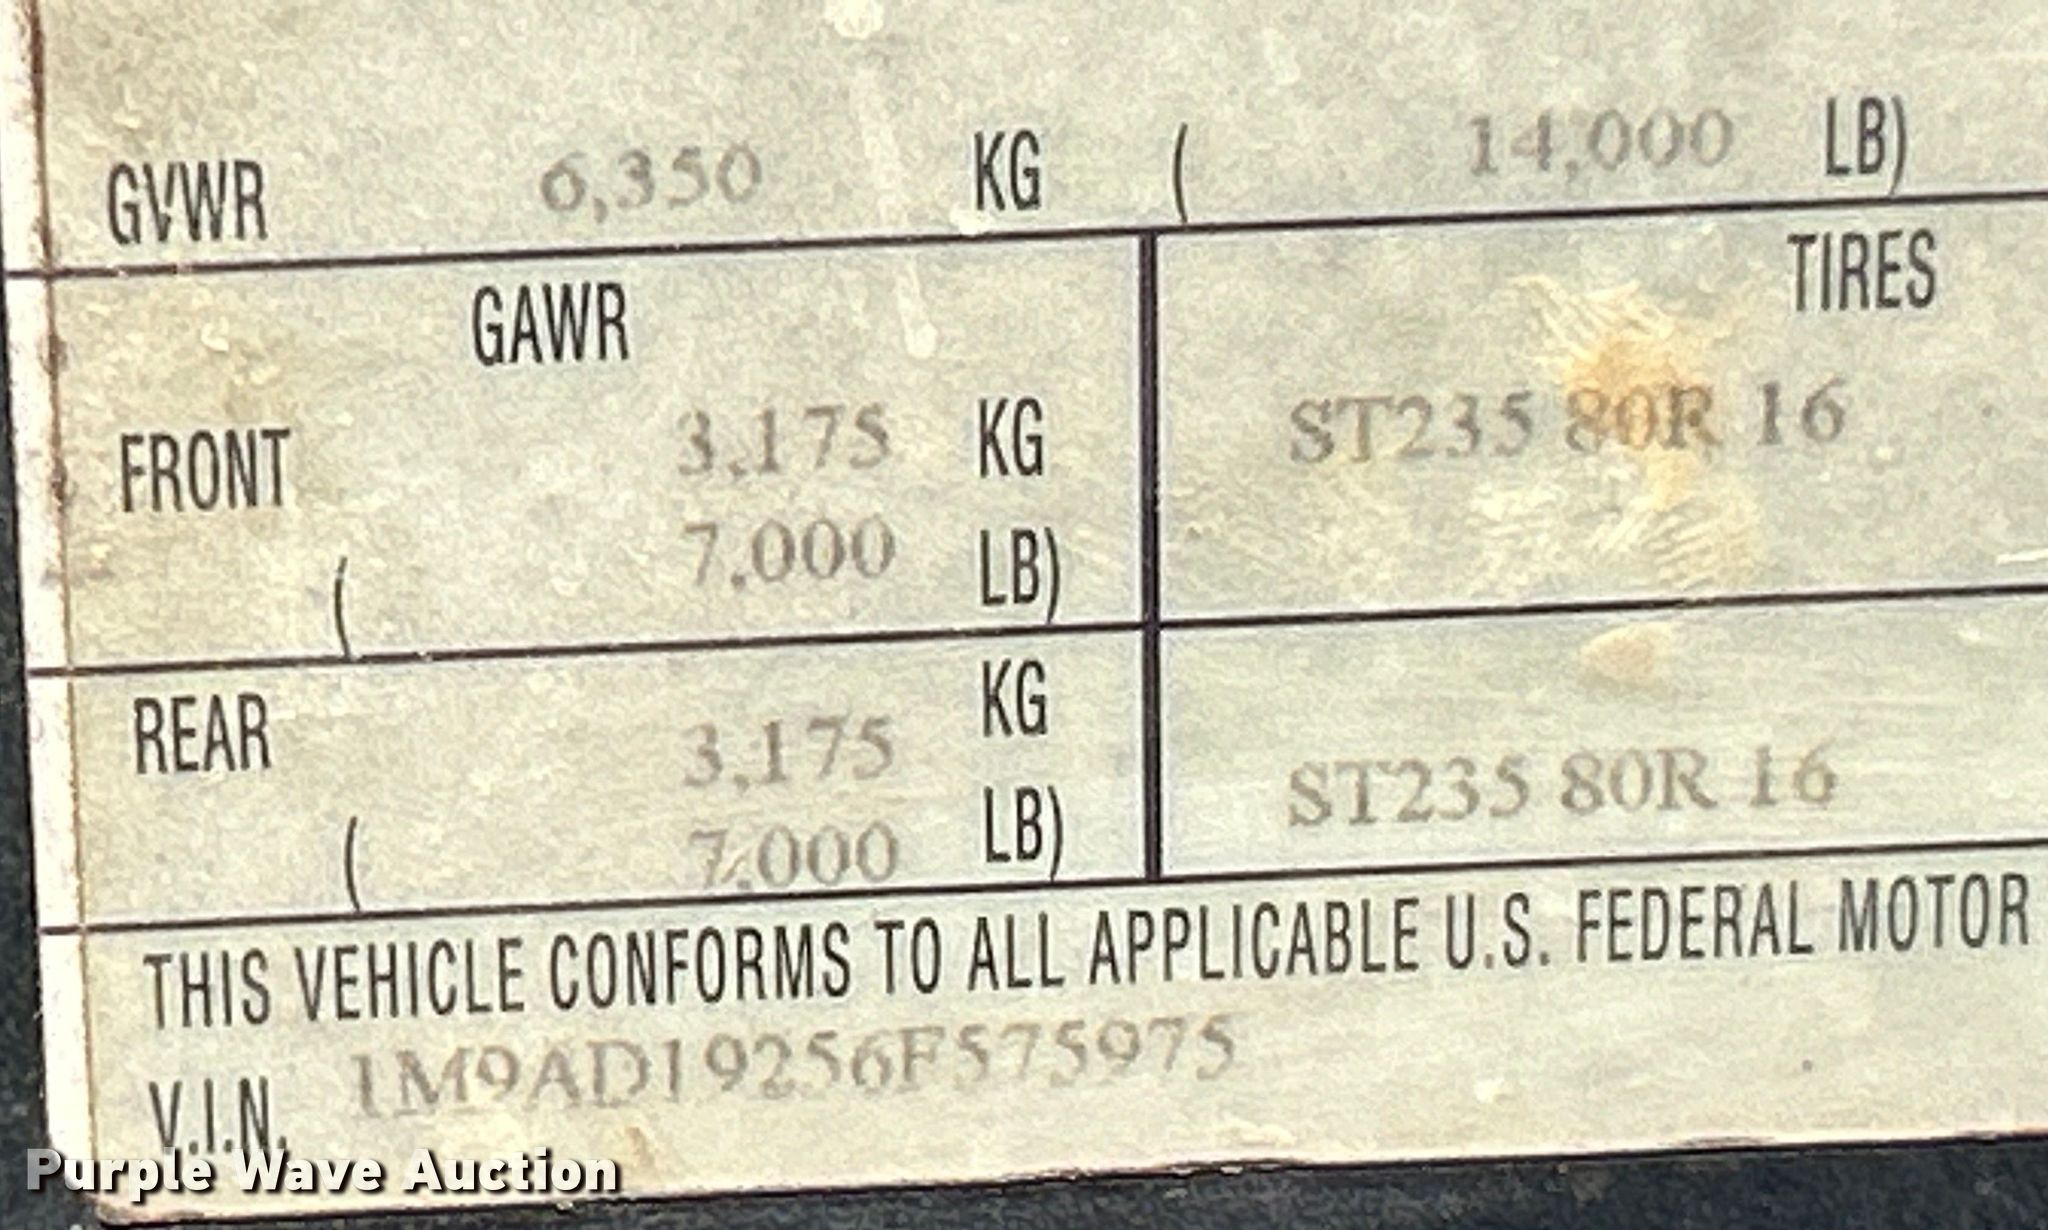 GVWR 6,350 KG ( 14,000 LB)
GAWR TIRES
FRONT 3,175 KG ST235 80R 16
( 7,000 LB)
REAR 3,175 KG ST235 80R 16
( 7,000 LB)
THIS VEHICLE CONFORMS TO ALL APPLICABLE U.S. FEDERAL MOTOR
V.I.N. 1M9AD19256F575975
Purple Wave Auction